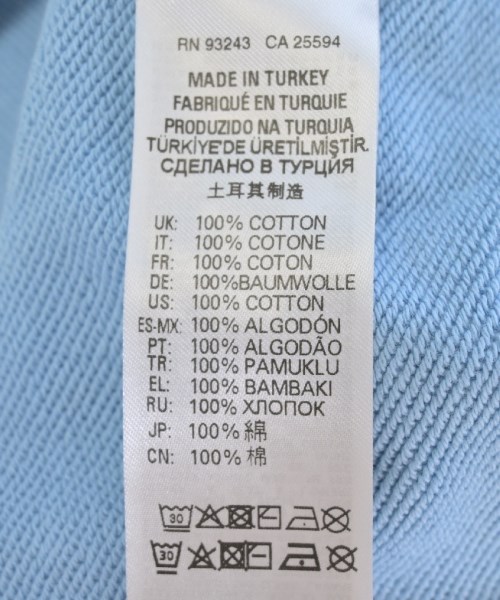 RN 93243 CA 25594
MADE IN TURKEY
FABRIQUÉ EN TURQUIE
PRODUZIDO NA TURQUIA
TÜRKİYE'DE ÜRETİLMİŞTİR.
СДЕЛАНО В ТУРЦИЯ
土耳其制造
UK: 100% COTTON
IT: 100% COTONE
FR: 100% COTON
DE: 100%BAUMWOLLE
US: 100% COTTON
ES-MX: 100% ALGODÓN
PT: 100% ALGODÃO
TR: 100% PAMUKLU
EL: 100% BAMBAKI
RU: 100% ХЛОПОК
JP: 100% 綿
CN: 100% 棉
30
30